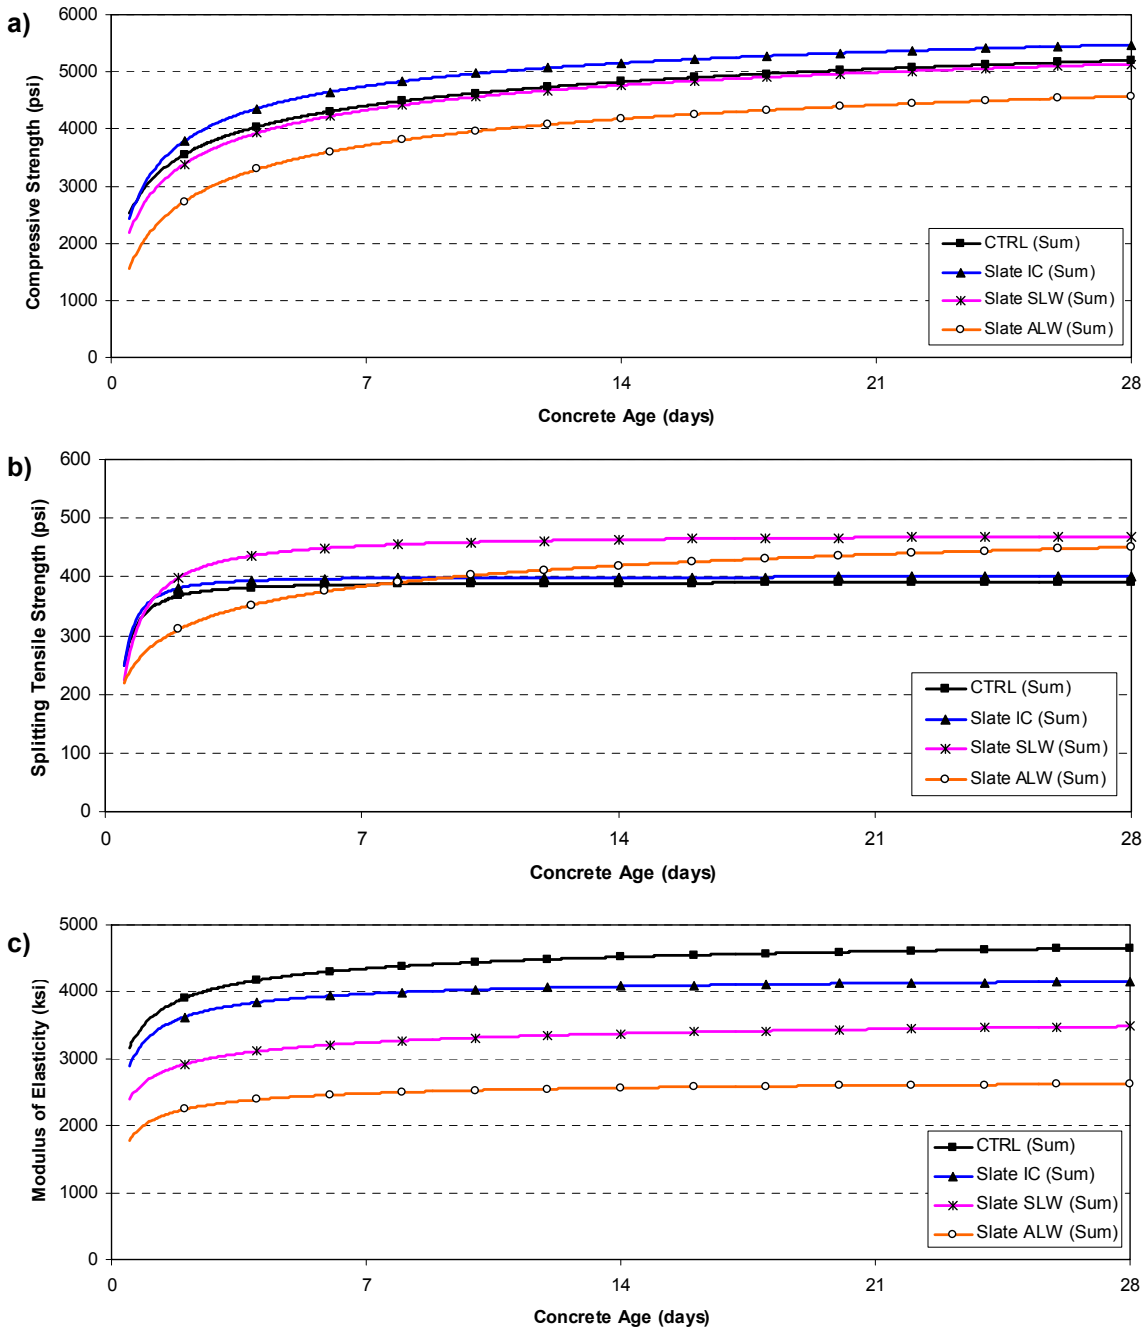 a)
Compressive Strength (psi)
6000
5000
4000
3000
2000
1000
0
CTRL (Sum)
Slate IC (Sum)
Slate SLW (Sum)
Slate ALW (Sum)
0 7 14 21 28
Concrete Age (days)
b)
Splitting Tensile Strength (psi)
600
500
400
300
200
100
0
CTRL (Sum)
Slate IC (Sum)
Slate SLW (Sum)
Slate ALW (Sum)
0 7 14 21 28
Concrete Age (days)
c)
Modulus of Elasticity (ksi)
5000
4000
3000
2000
1000
0
CTRL (Sum)
Slate IC (Sum)
Slate SLW (Sum)
Slate ALW (Sum)
0 7 14 21 28
Concrete Age (days)